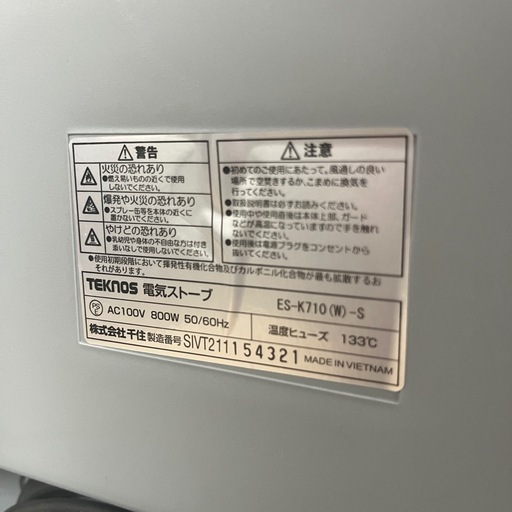 警告
火災の恐れあり
●燃え易いものの近くで使用
しないでください。
爆発や火災の恐れあり
●スプレー缶等を本体の近くに
置かないでください。
やけどの恐れあり
●乳幼児や身体の不自由な方は付き
添いなしで使用しないでください。
注意
●初めてのご使用にあたって、風通しの良い
場所で空焚きするか、こまめに換気を
行ってください。
●取扱説明書は必ずお読みください。
●使用中や使用直後は本体上部、ガード
などが高温になっていますので手を触れ
ないでください。
●使用後は電源プラグをコンセントから
抜いてください。
●使用初期段階において揮発性有機化合物及びカルボニル化合物が最も拡散するお
それがあります。
TEKNOS 電気ストーブ ES-K710(W)-S
PS E AC100V 800W 50/60Hz 温度ヒューズ 133℃
株式会社千住 製造番号 SIVT211154321 MADE IN VIETNAM